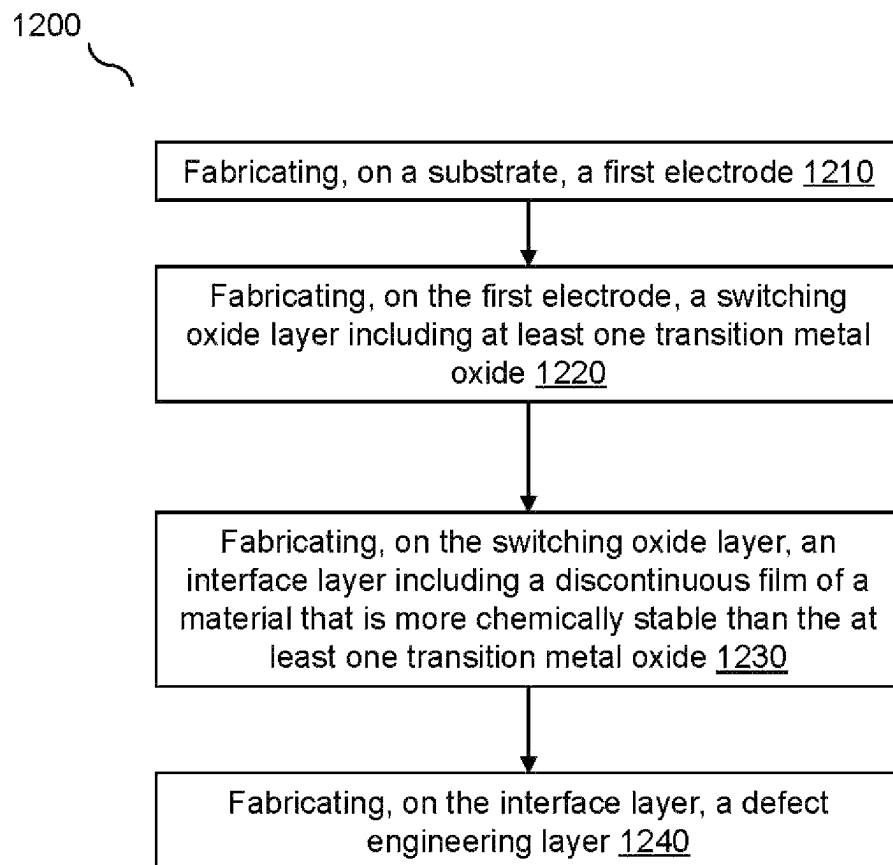 1200
Fabricating, on a substrate, a first electrode 1210
Fabricating, on the first electrode, a switching
oxide layer including at least one transition metal
oxide 1220
Fabricating, on the switching oxide layer, an
interface layer including a discontinuous film of a
material that is more chemically stable than the at
least one transition metal oxide 1230
Fabricating, on the interface layer, a defect
engineering layer 1240